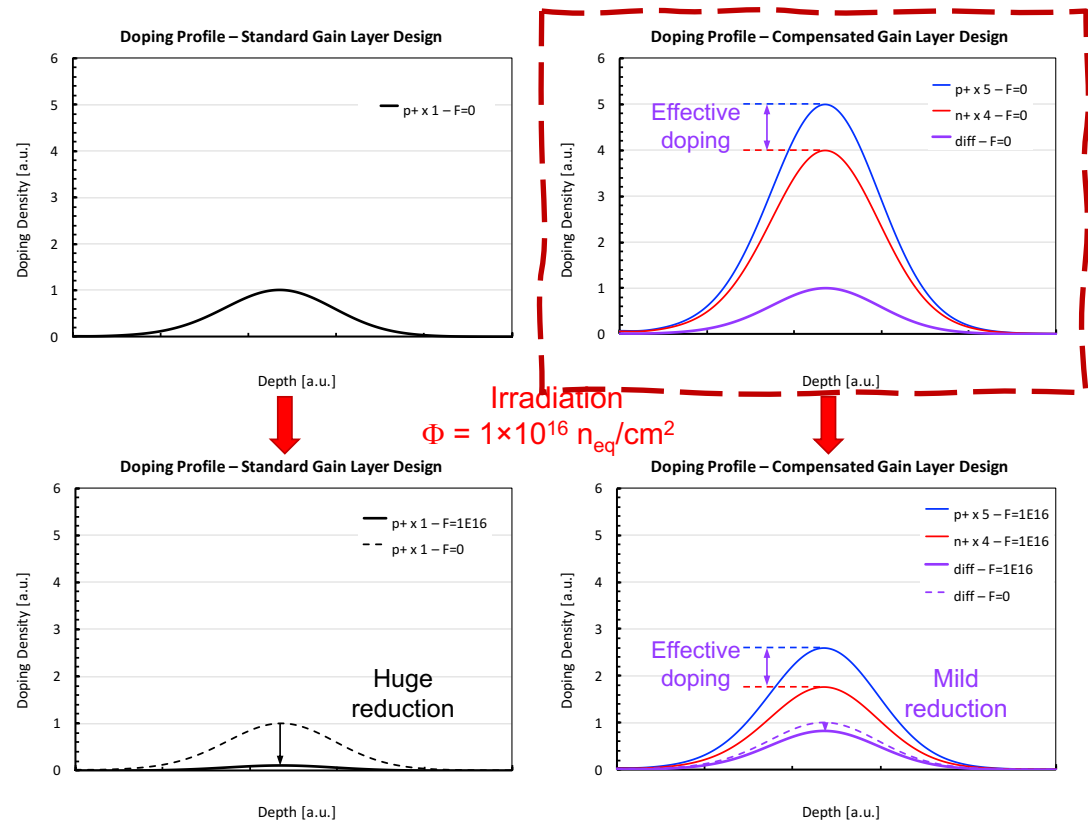 Doping Profile – Standard Gain Layer Design
6
5
4
3
2
1
0
Doping Density [a.u.]
p+ x 1 – F=0
Depth [a.u.]
Doping Profile – Compensated Gain Layer Design
6
5
4
3
2
1
0
Doping Density [a.u.]
p+ x 5 – F=0
n+ x 4 – F=0
diff – F=0
Effective
doping
Depth [a.u.]
Irradiation
Φ = 1×10¹⁶ n_eq/cm²
Doping Profile – Standard Gain Layer Design
6
5
4
3
2
1
0
Doping Density [a.u.]
p+ x 1 – F=1E16
p+ x 1 – F=0
Huge
reduction
Depth [a.u.]
Doping Profile – Compensated Gain Layer Design
6
5
4
3
2
1
0
Doping Density [a.u.]
p+ x 5 – F=1E16
n+ x 4 – F=1E16
diff – F=1E16
diff – F=0
Effective
doping
Mild
reduction
Depth [a.u.]